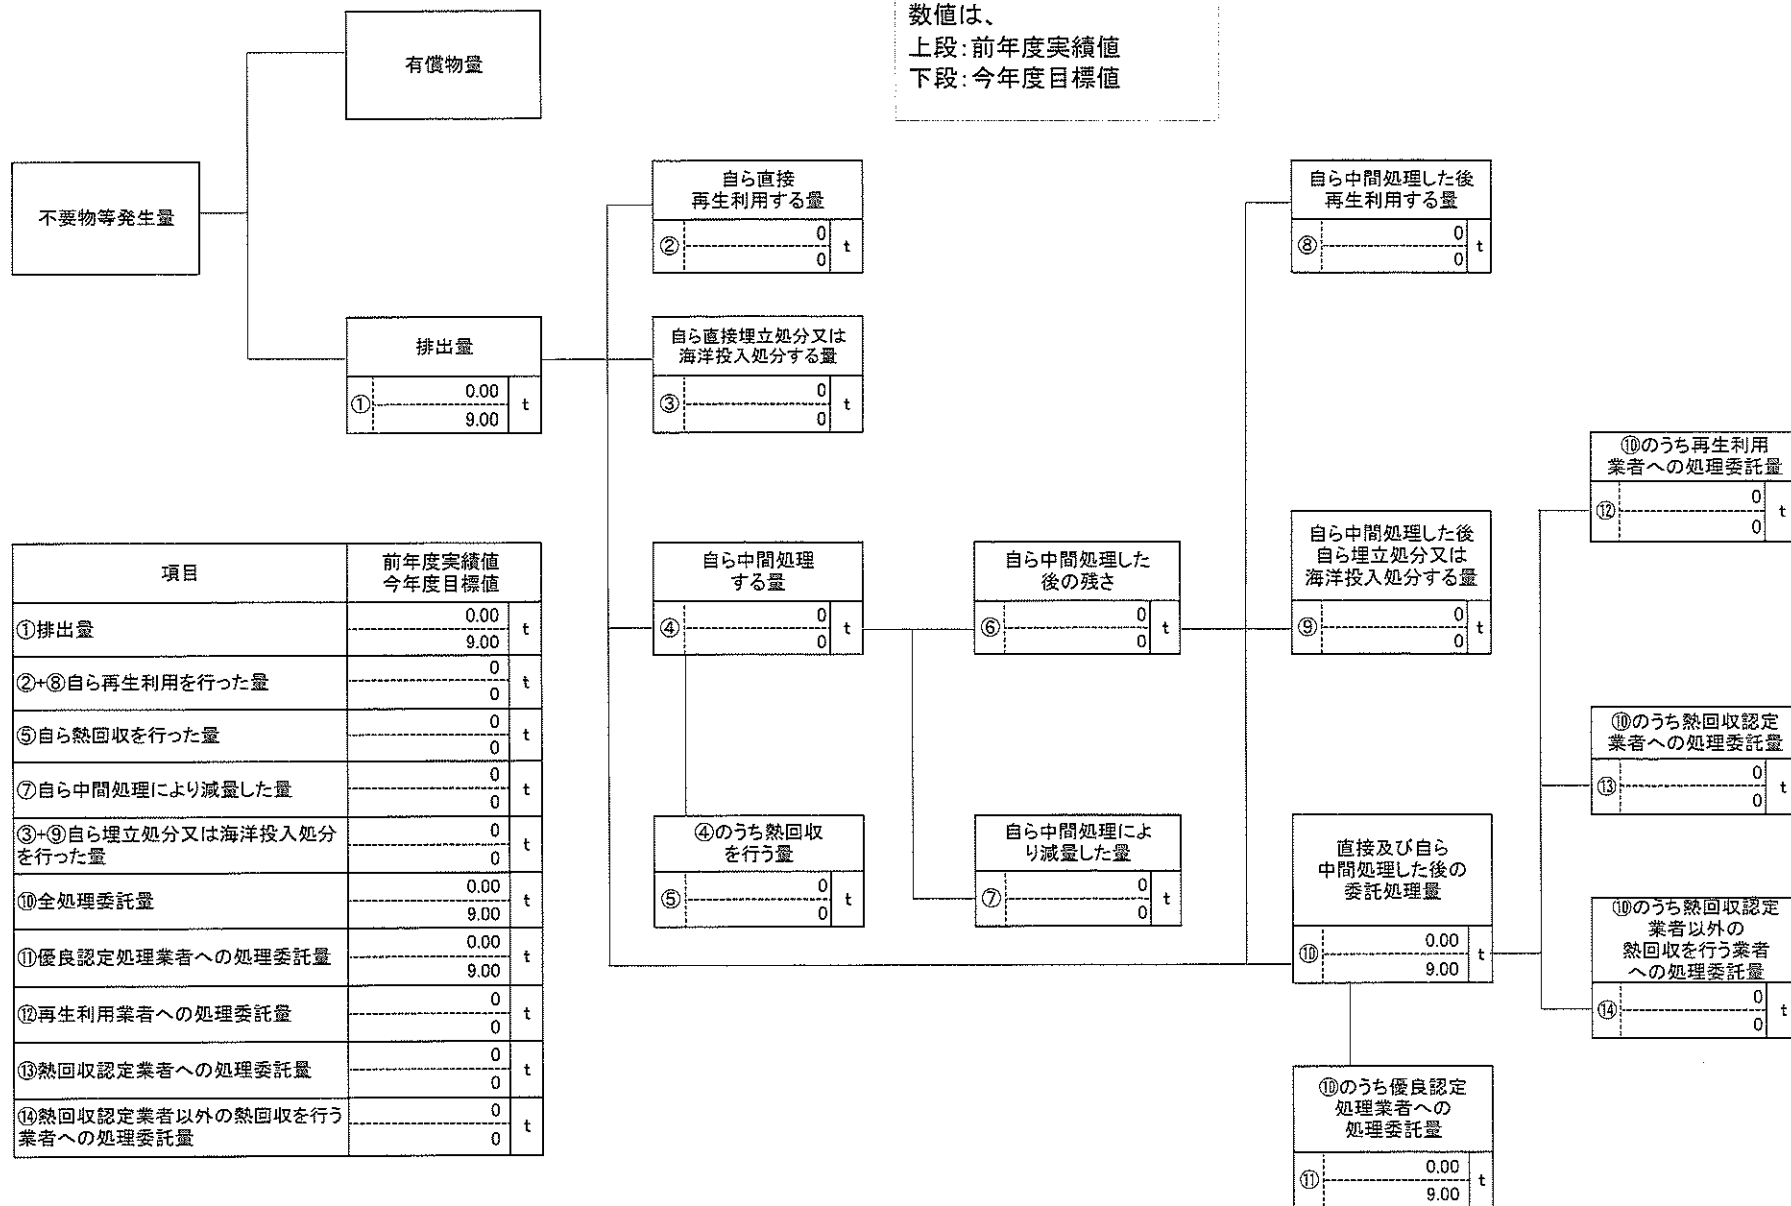 数値は、
上段:前年度実績値
下段:今年度目標値
有償物量
不要物等発生量
排出量
① 0.00 t
9.00
自ら直接
再生利用する量
② 0 t
0
自ら直接埋立処分又は
海洋投入処分する量
③ 0 t
0
自ら中間処理
する量
④ 0 t
0
④のうち熱回収
を行う量
⑤ 0 t
0
自ら中間処理した
後の残さ
⑥ 0 t
0
自ら中間処理によ
り減量した量
⑦ 0 t
0
自ら中間処理した後
再生利用する量
⑧ 0 t
0
自ら中間処理した後
自ら埋立処分又は
海洋投入処分する量
⑨ 0 t
0
直接及び自ら
中間処理した後の
委託処理量
⑩ 0.00 t
9.00
⑩のうち優良認定
処理業者への
処理委託量
⑪ 0.00 t
9.00
⑩のうち再生利用
業者への処理委託量
⑫ 0 t
0
⑩のうち熱回収認定
業者への処理委託量
⑬ 0 t
0
⑩のうち熱回収認定
業者以外の
熱回収を行う業者
への処理委託量
⑭ 0 t
0
項目 前年度実績値
今年度目標値
①排出量 0.00 t
9.00
②+⑧自ら再生利用を行った量 0 t
0
⑤自ら熱回収を行った量 0 t
0
⑦自ら中間処理により減量した量 0 t
0
③+⑨自ら埋立処分又は海洋投入処分 0 t
を行った量 0
⑩全処理委託量 0.00 t
9.00
⑪優良認定処理業者への処理委託量 0.00 t
9.00
⑫再生利用業者への処理委託量 0 t
0
⑬熱回収認定業者への処理委託量 0 t
0
⑭熱回収認定業者以外の熱回収を行う 0 t
業者への処理委託量 0